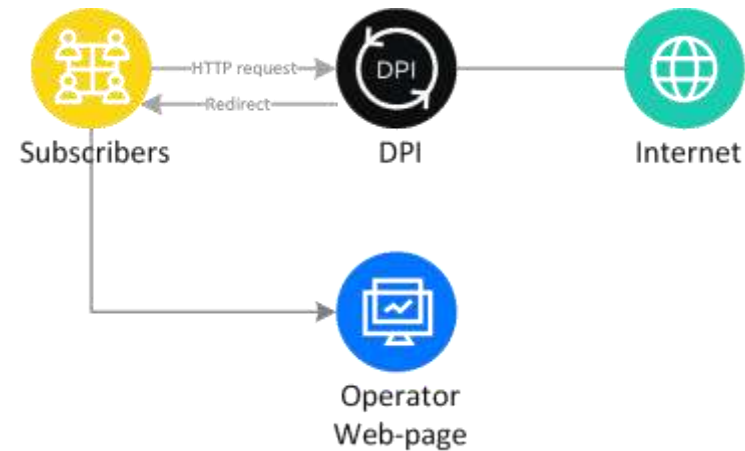 HTTP request
DPI
Redirect
Subscribers
DPI
Internet
Operator
Web-page